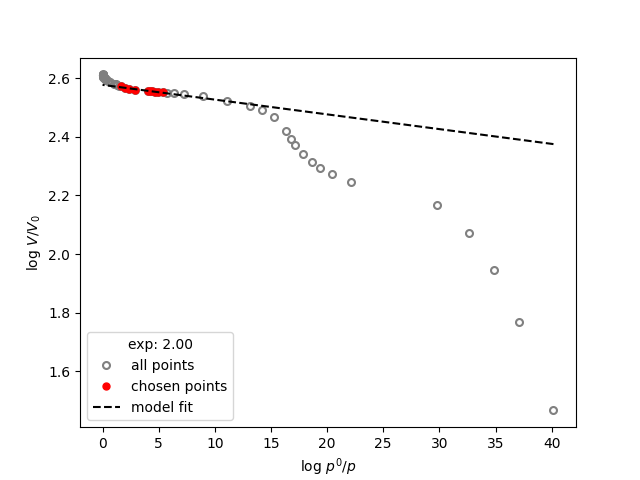 2.6
2.4
2.2
2.0
1.8
1.6
log V/V₀
exp: 2.00
all points
chosen points
model fit
0 5 10 15 20 25 30 35 40
log p⁰/p